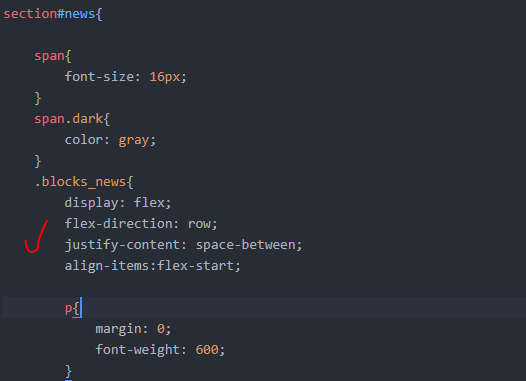 section#news{
span{
font-size: 16px;
}
span.dark{
color: gray;
}
.blocks_news{
display: flex;
flex-direction: row;
justify-content: space-between;
align-items:flex-start;
p{
margin: 0;
font-weight: 600;
}